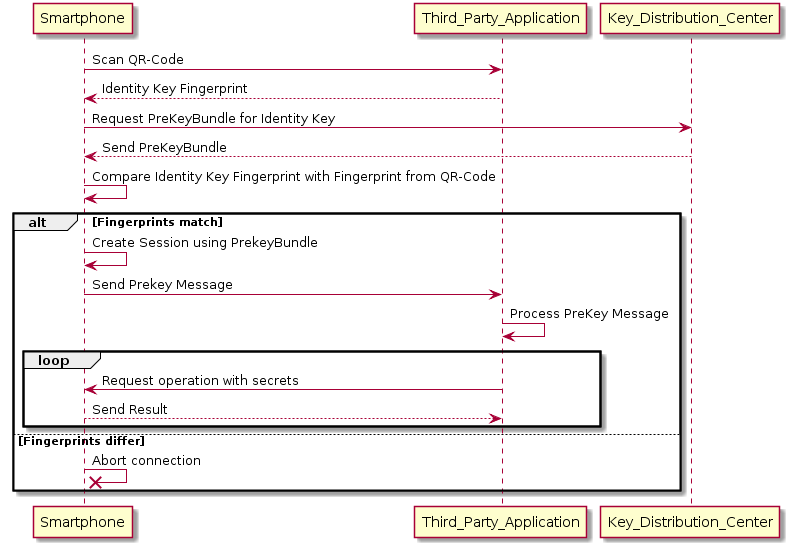 Smartphone Third_Party_Application Key_Distribution_Center
Scan QR-Code
Identity Key Fingerprint
Request PreKeyBundle for Identity Key
Send PreKeyBundle
Compare Identity Key Fingerprint with Fingerprint from QR-Code
alt [Fingerprints match]
Create Session using PrekeyBundle
Send Prekey Message
Process PreKey Message
loop
Request operation with secrets
Send Result
[Fingerprints differ]
Abort connection
Smartphone Third_Party_Application Key_Distribution_Center